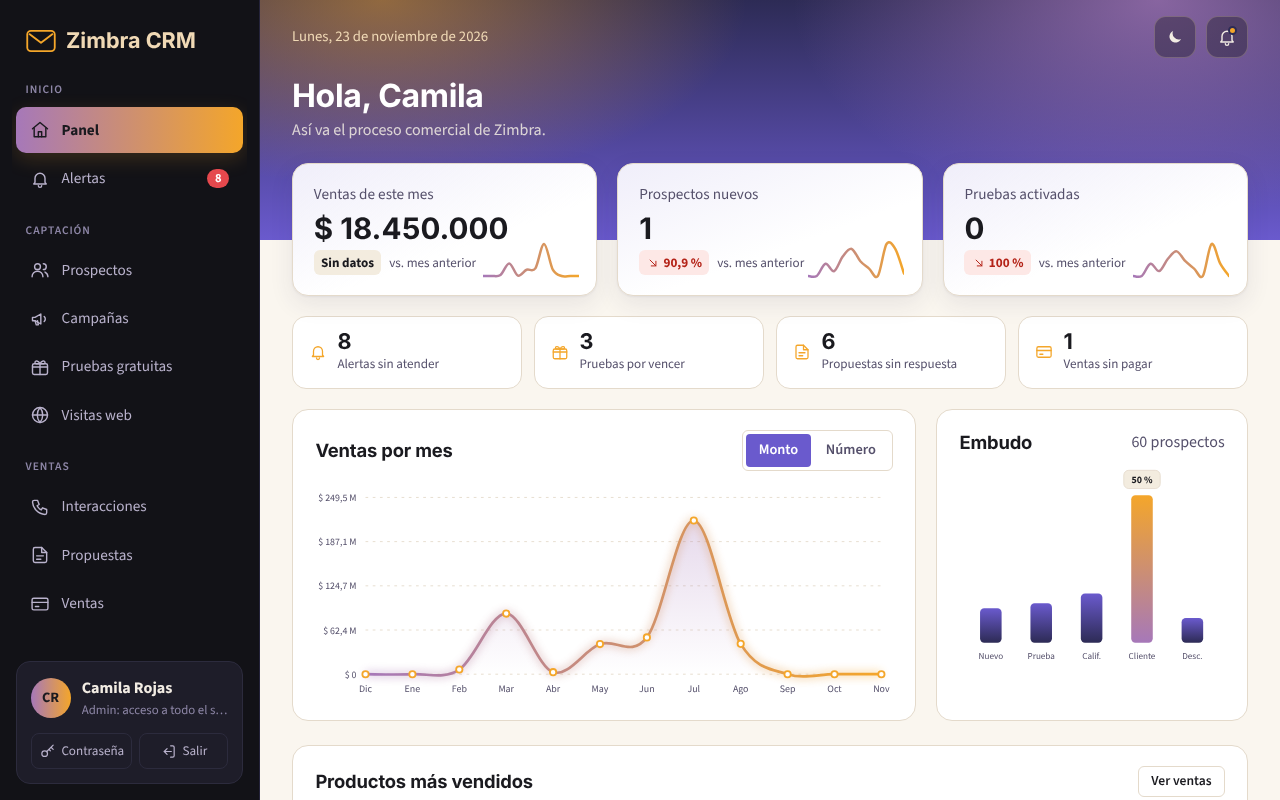 Zimbra CRM
INICIO
Panel
Alertas
8
CAPTACIÓN
Prospectos
Campañas
Pruebas gratuitas
Visitas web
VENTAS
Interacciones
Propuestas
Ventas
CR
Camila Rojas
Admin: acceso a todo el s…
Contraseña
Salir
Lunes, 23 de noviembre de 2026
Hola, Camila
Así va el proceso comercial de Zimbra.
Ventas de este mes
$ 18.450.000
Sin datos vs. mes anterior
Prospectos nuevos
1
90,9 % vs. mes anterior
Pruebas activadas
0
100 % vs. mes anterior
8
Alertas sin atender
3
Pruebas por vencer
6
Propuestas sin respuesta
1
Ventas sin pagar
Ventas por mes
Monto Número
$ 249,5 M
$ 187,1 M
$ 124,7 M
$ 62,4 M
$ 0
Dic Ene Feb Mar Abr May Jun Jul Ago Sep Oct Nov
Embudo
60 prospectos
50 %
Nuevo Prueba Calif. Cliente Desc.
Productos más vendidos
Ver ventas